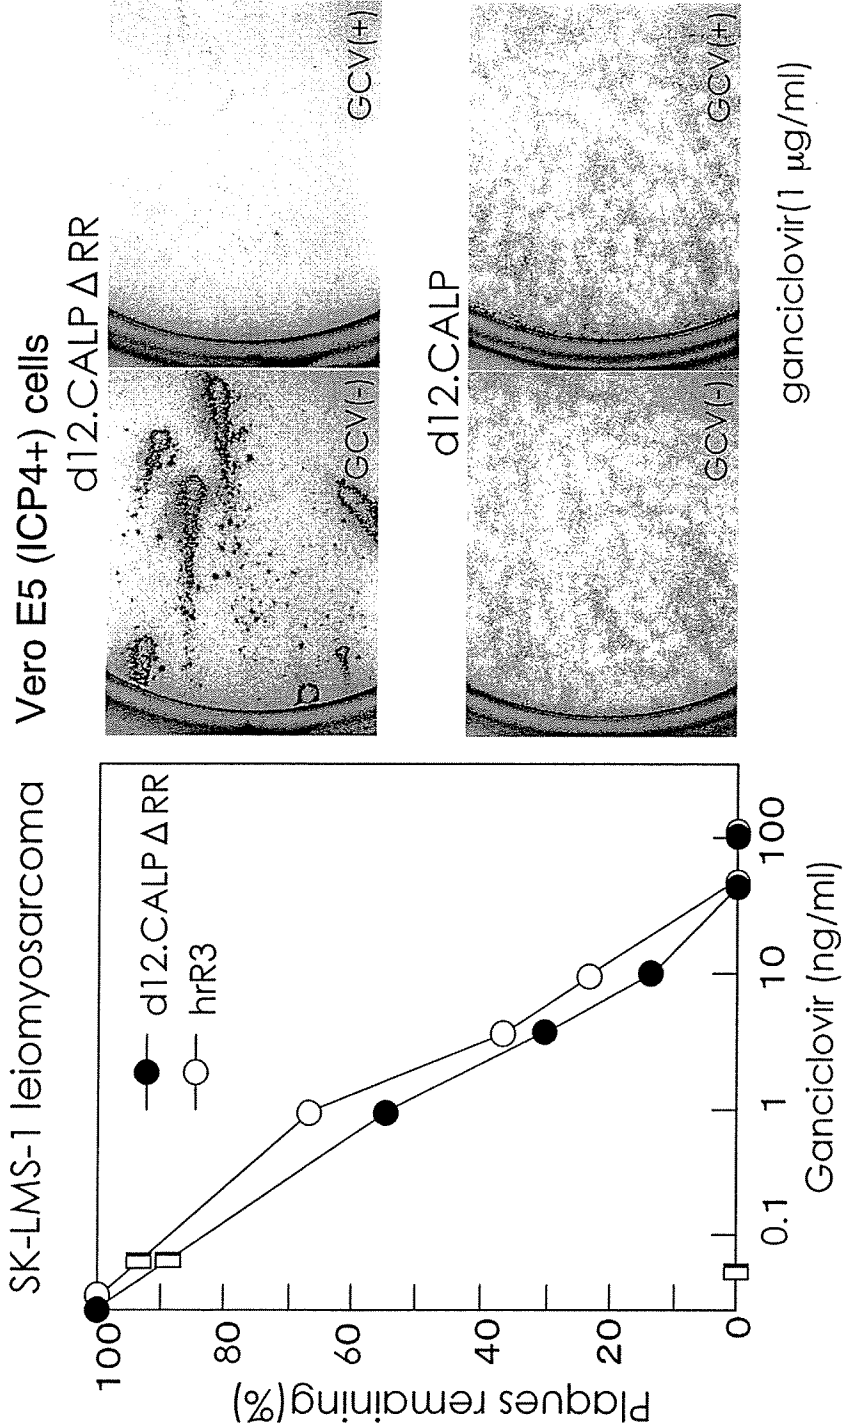 SK-LMS-1 leiomyosarcoma
d12.CALP Δ RR
hrR3
Plaques remaining(%)
100
80
60
40
20
0
0.1
1
10
100
Ganciclovir (ng/ml)
Vero E5 (ICP4+) cells
d12.CALP Δ RR
GCV(-)
GCV(+)
d12.CALP
GCV(-)
GCV(+)
ganciclovir(1 μg/ml)